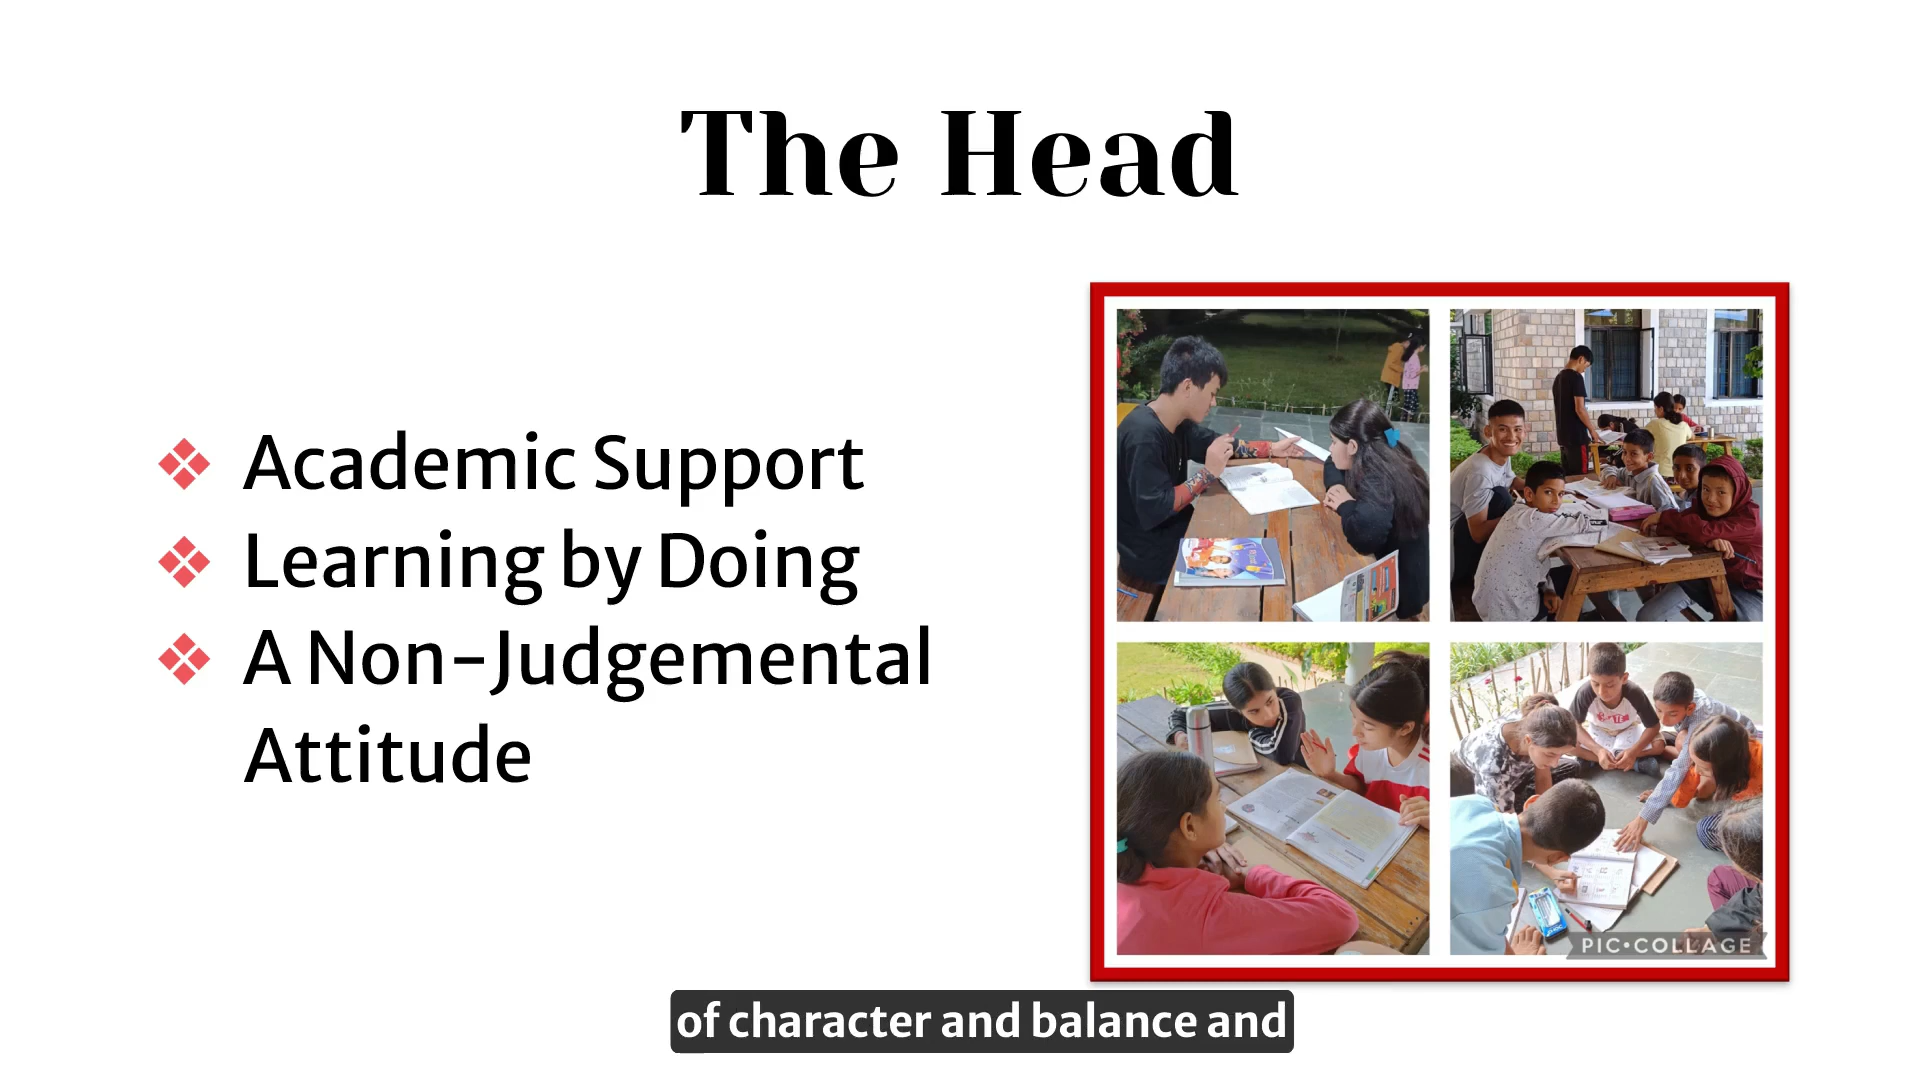 The Head
Academic Support
Learning by Doing
A Non-Judgemental
Attitude
PIC•COLLAGE
of character and balance and